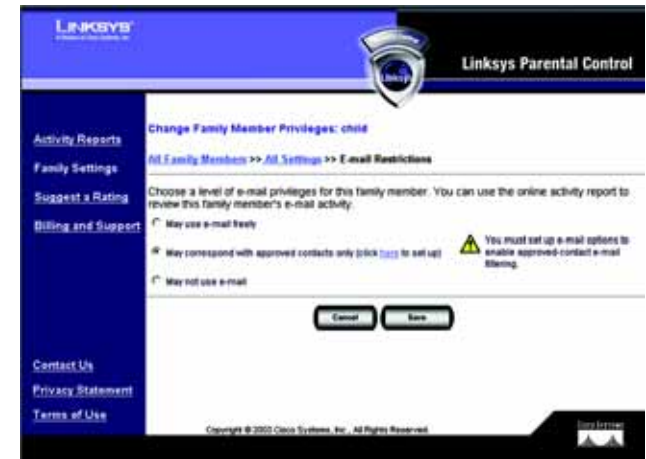 LINKSYS
Linksys
Linksys Parental Control
Activity Reports
Family Settings
Suggest a Rating
Billing and Support
Contact Us
Privacy Statement
Terms of Use
Change Family Member Privileges: child
All Family Members >> All Settings >> E-mail Restrictions
Choose a level of e-mail privileges for this family member. You can use the online activity report to
review this family member's e-mail activity.
May use e-mail freely
May correspond with approved contacts only (click here to set up)
You must set up e-mail options to
enable approved-contact e-mail
filtering.
May not use e-mail
Cancel
Save
Copyright © 2003 Cisco Systems, Inc., All Rights Reserved.
Cisco Systems